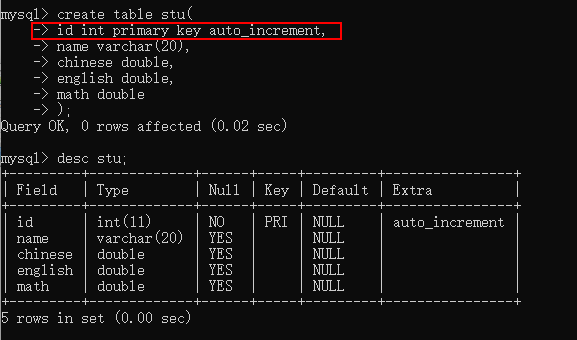 mysql> create table stu(
    -> id int primary key auto_increment,
    -> name varchar(20),
    -> chinese double,
    -> english double,
    -> math double
    -> );
Query OK, 0 rows affected (0.02 sec)
mysql> desc stu;
+---------+-------------+------+-----+---------+----------------+
| Field   | Type        | Null | Key | Default | Extra          |
+---------+-------------+------+-----+---------+----------------+
| id      | int(11)     | NO   | PRI | NULL    | auto_increment |
| name    | varchar(20) | YES  |     | NULL    |                |
| chinese | double      | YES  |     | NULL    |                |
| english | double      | YES  |     | NULL    |                |
| math    | double      | YES  |     | NULL    |                |
+---------+-------------+------+-----+---------+----------------+
5 rows in set (0.00 sec)